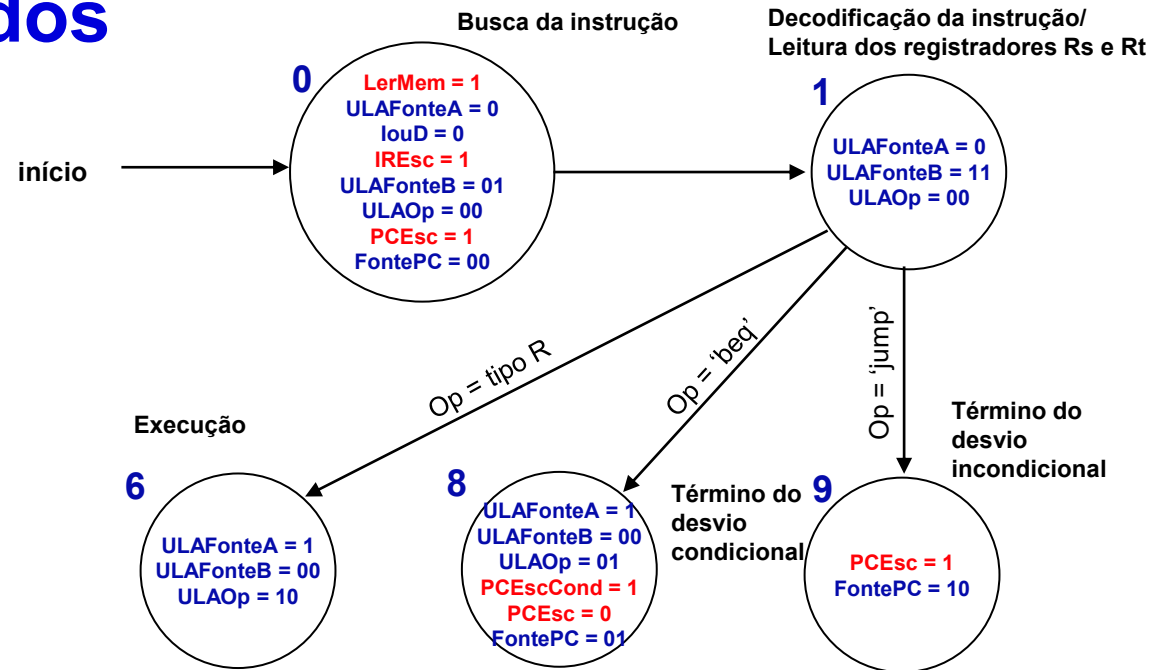 dos
Busca da instrução
Decodificação da instrução/
Leitura dos registradores Rs e Rt
0
LerMem = 1
ULAFonteA = 0
IouD = 0
IREsc = 1
ULAFonteB = 01
ULAOp = 00
PCEsc = 1
FontePC = 00
1
ULAFonteA = 0
ULAFonteB = 11
ULAOp = 00
início
Op = tipo R
Op = ‘beq’
Op = ‘jump’
Execução
Término do
desvio
incondicional
6
ULAFonteA = 1
ULAFonteB = 00
ULAOp = 10
8
ULAFonteA = 1
ULAFonteB = 00
ULAOp = 01
PCEscCond = 1
PCEsc = 0
FontePC = 01
Término do
desvio
condicional
9
PCEsc = 1
FontePC = 10